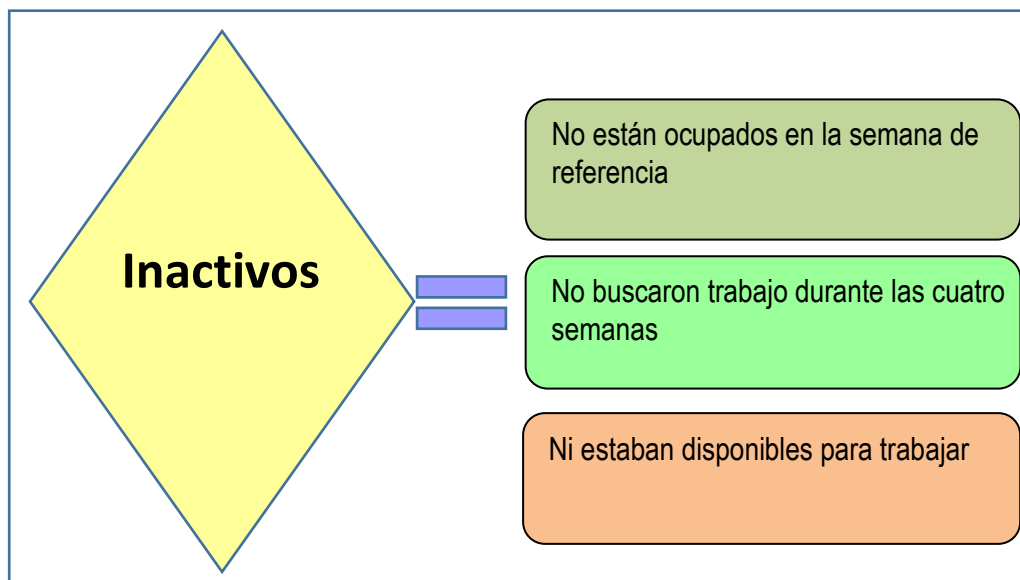 Inactivos
No están ocupados en la semana de
referencia
No buscaron trabajo durante las cuatro
semanas
Ni estaban disponibles para trabajar